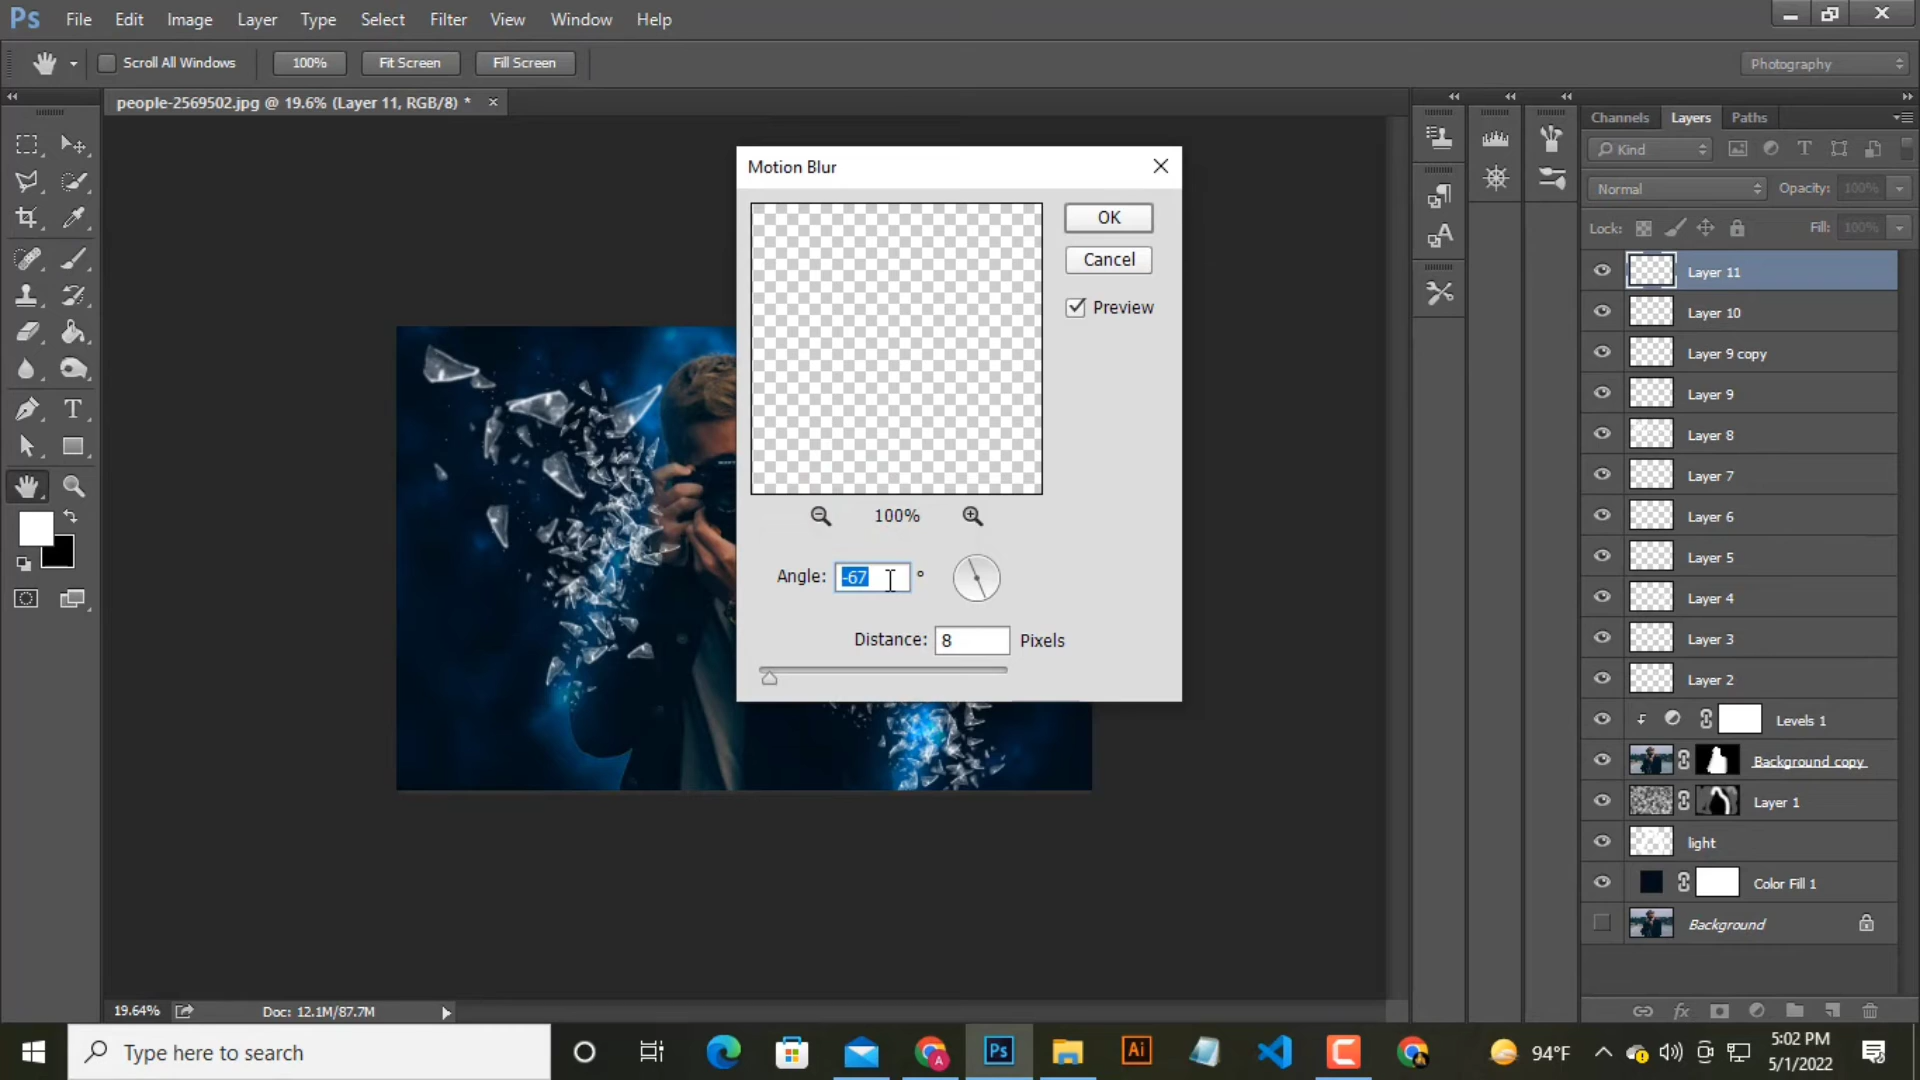 Ps File Edit Image Layer Type Select Filter View Window Help
Scroll All Windows 100% Fit Screen Fill Screen Photography
people-2569502.jpg @ 19.6% (Layer 11, RGB/8) *
Channels Layers Paths
Kind
Normal Opacity: 100%
Lock: Fill: 100%
Motion Blur
OK
Cancel
Preview
100%
Angle: -67 °
Distance: 8 Pixels
Layer 11
Layer 10
Layer 9 copy
Layer 9
Layer 8
Layer 7
Layer 6
Layer 5
Layer 4
Layer 3
Layer 2
Levels 1
Background copy
Layer 1
light
Color Fill 1
Background
19.64% Doc: 12.1M/87.7M
Type here to search
Ps Ai
94°F
5:02 PM
5/1/2022